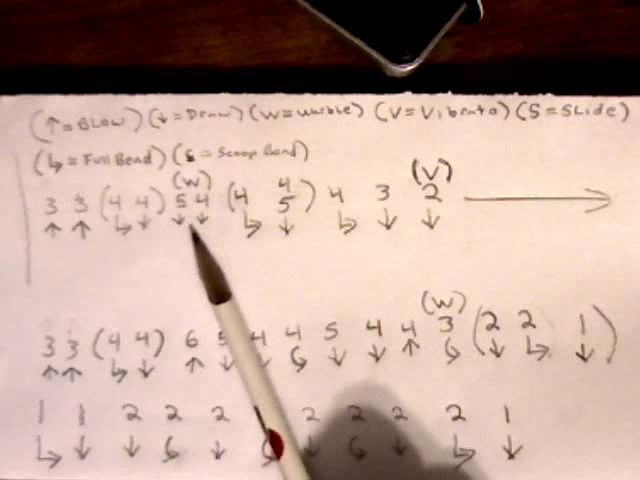 (↑=Blow)(↓=Draw)(W=Warble)(V=Vibrato)(S=Slide)
(↳=Full Bend)(ʢ=Scoop Bend)
(W) (V)
3 3 (4 4) 5 4 (4 4/5) 4 3 2 →
↑ ↑ ↳ ↓ ↓ ↓ ↳ ↓ ↳ ↓ ↓
(W)
3 3 (4 4) 6 5 4 4 5 4 4 3 (2 2 1)
↑ ↑ ↳ ↓ ↑ ↓ ↓ ʢ ↓ ↓ ↑ ʢ ↓ ↳ ↓
1 1 2 2 2 2 2 2 2 1
↳ ↓ ↓ ʢ ↓ ʢ ↓ ʢ ↓ ↳ ↓